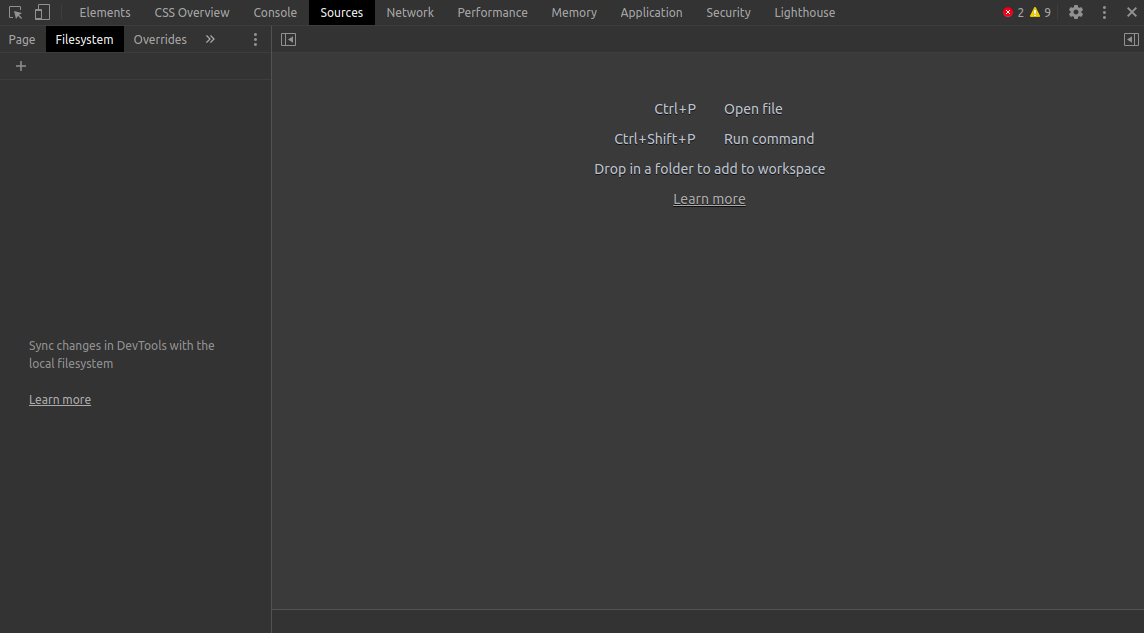 Elements CSS Overview Console Sources Network Performance Memory Application Security Lighthouse 2 9
Page Filesystem Overrides
Ctrl+P Open file
Ctrl+Shift+P Run command
Drop in a folder to add to workspace
Learn more
Sync changes in DevTools with the
local filesystem
Learn more